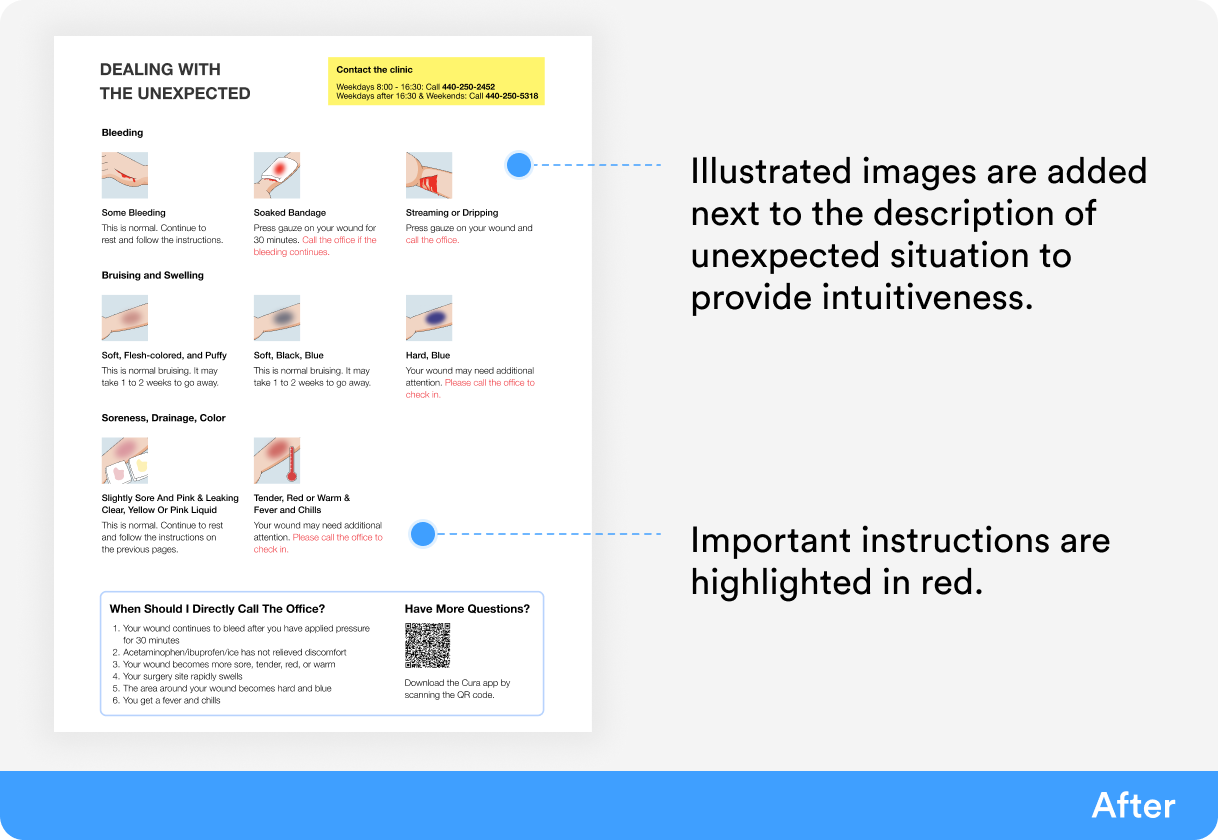 DEALING WITH
THE UNEXPECTED
Contact the clinic
Weekdays 8:00 - 16:30: Call 440-250-2452
Weekdays after 16:30 & Weekends: Call 440-250-5318
Bleeding
Some Bleeding
This is normal. Continue to
rest and follow the instructions.
Soaked Bandage
Press gauze on your wound for
30 minutes. Call the office if the
bleeding continues.
Streaming or Dripping
Press gauze on your wound and
call the office.
Bruising and Swelling
Soft, Flesh-colored, and Puffy
This is normal bruising. It may
take 1 to 2 weeks to go away.
Soft, Black, Blue
This is normal bruising. It may
take 1 to 2 weeks to go away.
Hard, Blue
Your wound may need additional
attention. Please call the office to
check in.
Soreness, Drainage, Color
Slightly Sore And Pink & Leaking
Clear, Yellow Or Pink Liquid
This is normal. Continue to rest
and follow the instructions on
the previous pages.
Tender, Red or Warm &
Fever and Chills
Your wound may need additional
attention. Please call the office to
check in.
When Should I Directly Call The Office?
1. Your wound continues to bleed after you have applied pressure
for 30 minutes
2. Acetaminophen/ibuprofen/ice has not relieved discomfort
3. Your wound becomes more sore, tender, red, or warm
4. Your surgery site rapidly swells
5. The area around your wound becomes hard and blue
6. You get a fever and chills
Have More Questions?
Download the Cura app by
scanning the QR code.
Illustrated images are added
next to the description of
unexpected situation to
provide intuitiveness.
Important instructions are
highlighted in red.
After